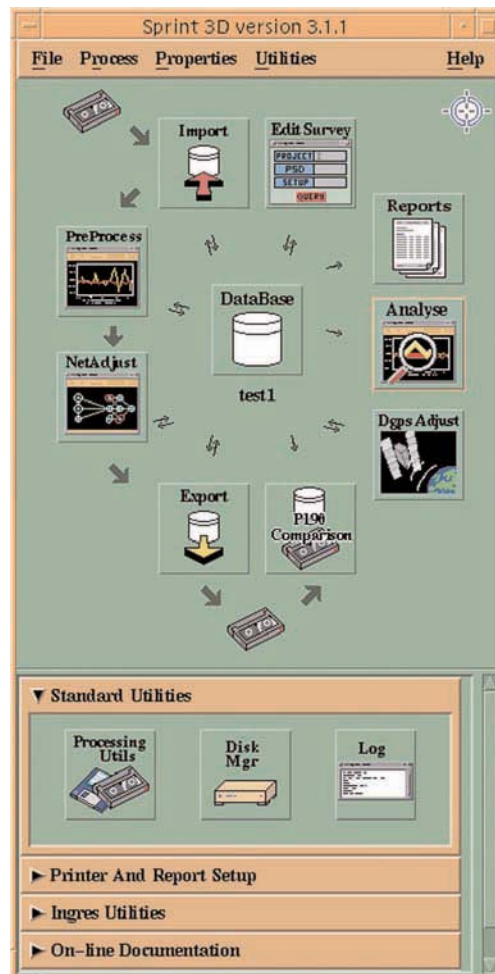 Sprint 3D version 3.1.1
File Process Properties Utilities Help
Import
Edit Survey
PROJECT
PSD
SETUP
QUERY
Reports
PreProcess
DataBase
Analyse
NetAdjust
test1
Dgps Adjust
Export
P190
Comparison
Standard Utilities
Processing
Utils
Disk
Mgr
Log
Printer And Report Setup
Ingres Utilities
On-line Documentation